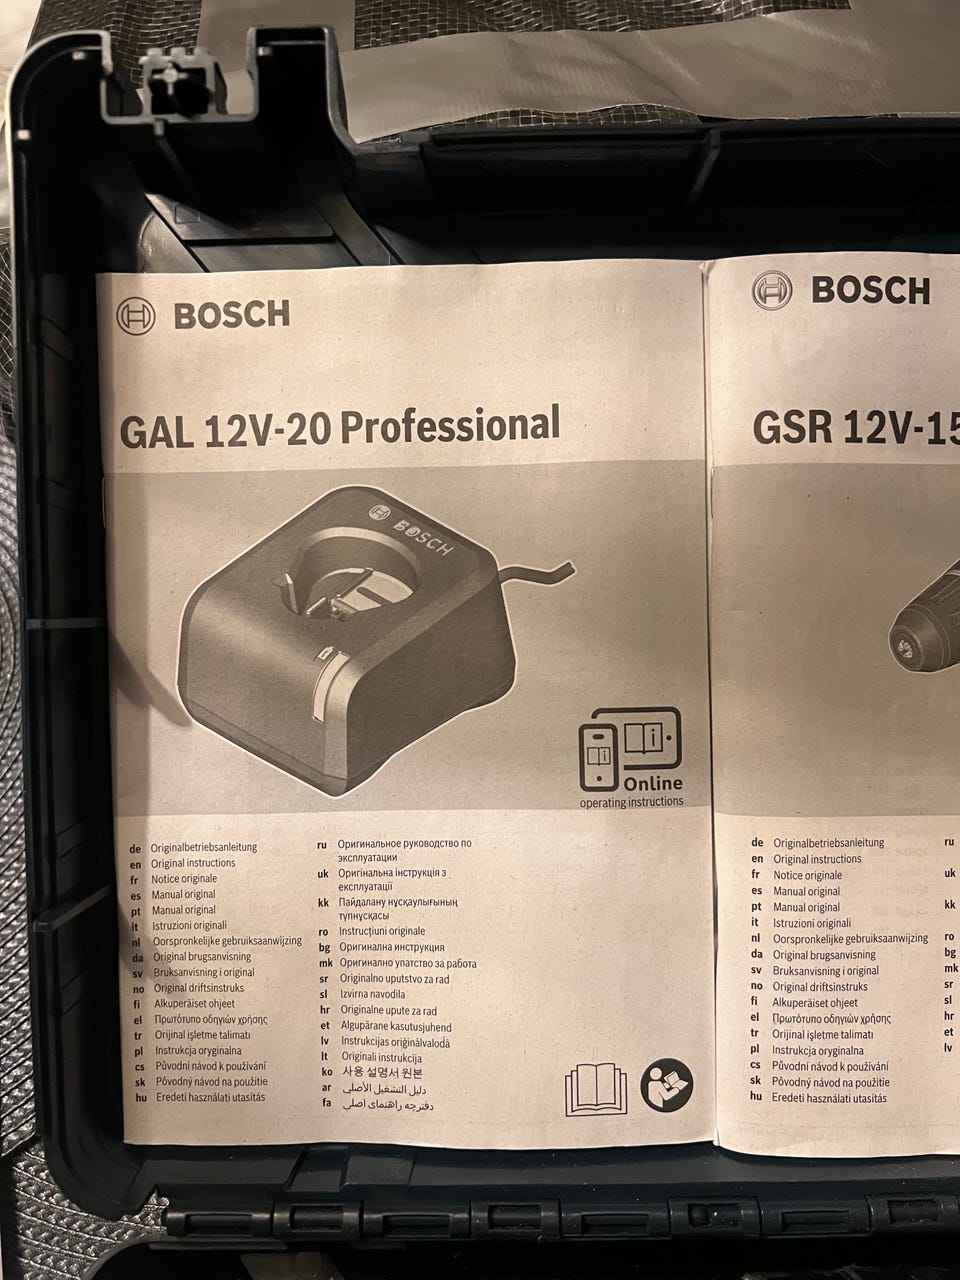 BOSCH
GAL 12V-20 Professional
BOSCH
Online
operating instructions
de Originalbetriebsanleitung
en Original instructions
fr Notice originale
es Manual original
pt Manual original
it Istruzioni originali
nl Oorspronkelijke gebruiksaanwijzing
da Original brugsanvisning
sv Bruksanvisning i original
no Original driftsinstruks
fi Alkuperäiset ohjeet
el Πρωτότυπο οδηγιών χρήσης
tr Orijinal işletme talimatı
pl Instrukcja oryginalna
cs Původní návod k používání
sk Pôvodný návod na použitie
hu Eredeti használati utasítás
ru Оригинальное руководство по
эксплуатации
uk Оригінальна інструкція з
експлуатації
kk Пайдалану нұсқаулығының
түпнұсқасы
ro Instrucțiuni originale
bg Оригинална инструкция
mk Оригинално упатство за работа
sr Originalno uputstvo za rad
sl Izvirna navodila
hr Originalne upute za rad
et Algupärane kasutusjuhend
lv Instrukcijas oriģinālvalodā
lt Originali instrukcija
ko 사용 설명서 원본
ar دليل التشغيل الأصلي
fa دفترچه راهنمای اصلی
BOSCH
GSR 12V-15
de Originalbetriebsanleitung
en Original instructions
fr Notice originale
es Manual original
pt Manual original
it Istruzioni originali
nl Oorspronkelijke gebruiksaanwijzing
da Original brugsanvisning
sv Bruksanvisning i original
no Original driftsinstruks
fi Alkuperäiset ohjeet
el Πρωτότυπο οδηγιών χρήσης
tr Orijinal işletme talimatı
pl Instrukcja oryginalna
cs Původní návod k používání
sk Pôvodný návod na použitie
hu Eredeti használati utasítás
ru
uk
kk
ro
bg
mk
sr
sl
hr
et
lv